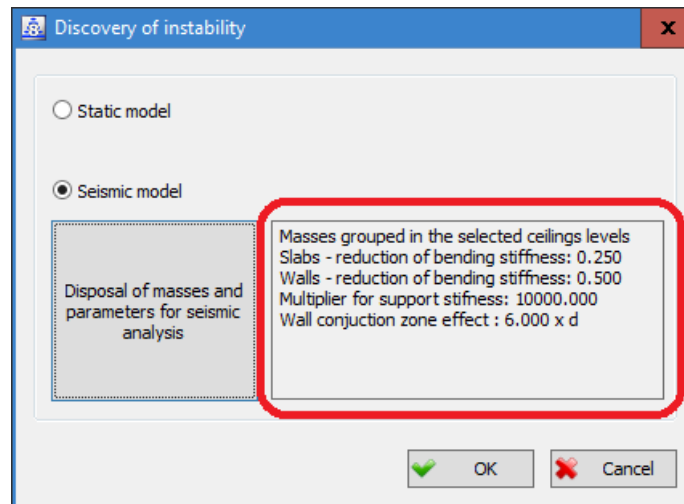 Discovery of instability
Static model
Seismic model
Disposal of masses and
parameters for seismic
analysis
Masses grouped in the selected ceilings levels
Slabs - reduction of bending stiffness: 0.250
Walls - reduction of bending stiffness: 0.500
Multiplier for support stifness: 10000.000
Wall conjuction zone effect : 6.000 x d
OK
Cancel